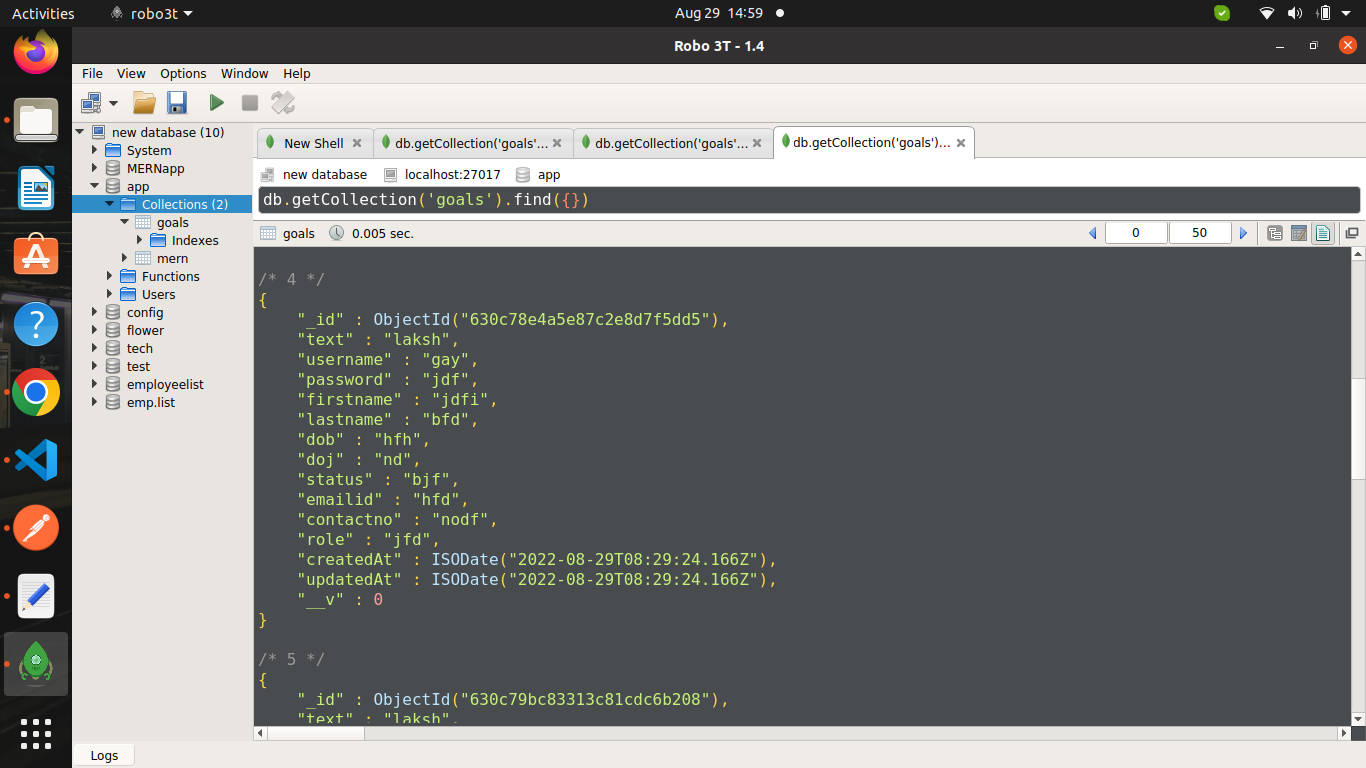 Activities
robo3t
Aug 29 14:59
Robo 3T - 1.4
File View Options Window Help
new database (10)
System
MERNapp
app
Collections (2)
goals
Indexes
mern
Functions
Users
config
flower
tech
test
employeelist
emp.list
New Shell
db.getCollection('goals'...
db.getCollection('goals'...
db.getCollection('goals')...
new database localhost:27017 app
db.getCollection('goals').find({})
goals 0.005 sec.
0 50
/* 4 */
{
    "_id" : ObjectId("630c78e4a5e87c2e8d7f5dd5"),
    "text" : "laksh",
    "username" : "gay",
    "password" : "jdf",
    "firstname" : "jdfi",
    "lastname" : "bfd",
    "dob" : "hfh",
    "doj" : "nd",
    "status" : "bjf",
    "emailid" : "hfd",
    "contactno" : "nodf",
    "role" : "jfd",
    "createdAt" : ISODate("2022-08-29T08:29:24.166Z"),
    "updatedAt" : ISODate("2022-08-29T08:29:24.166Z"),
    "__v" : 0
}
/* 5 */
{
    "_id" : ObjectId("630c79bc83313c81cdc6b208"),
    "text" : "laksh",
Logs